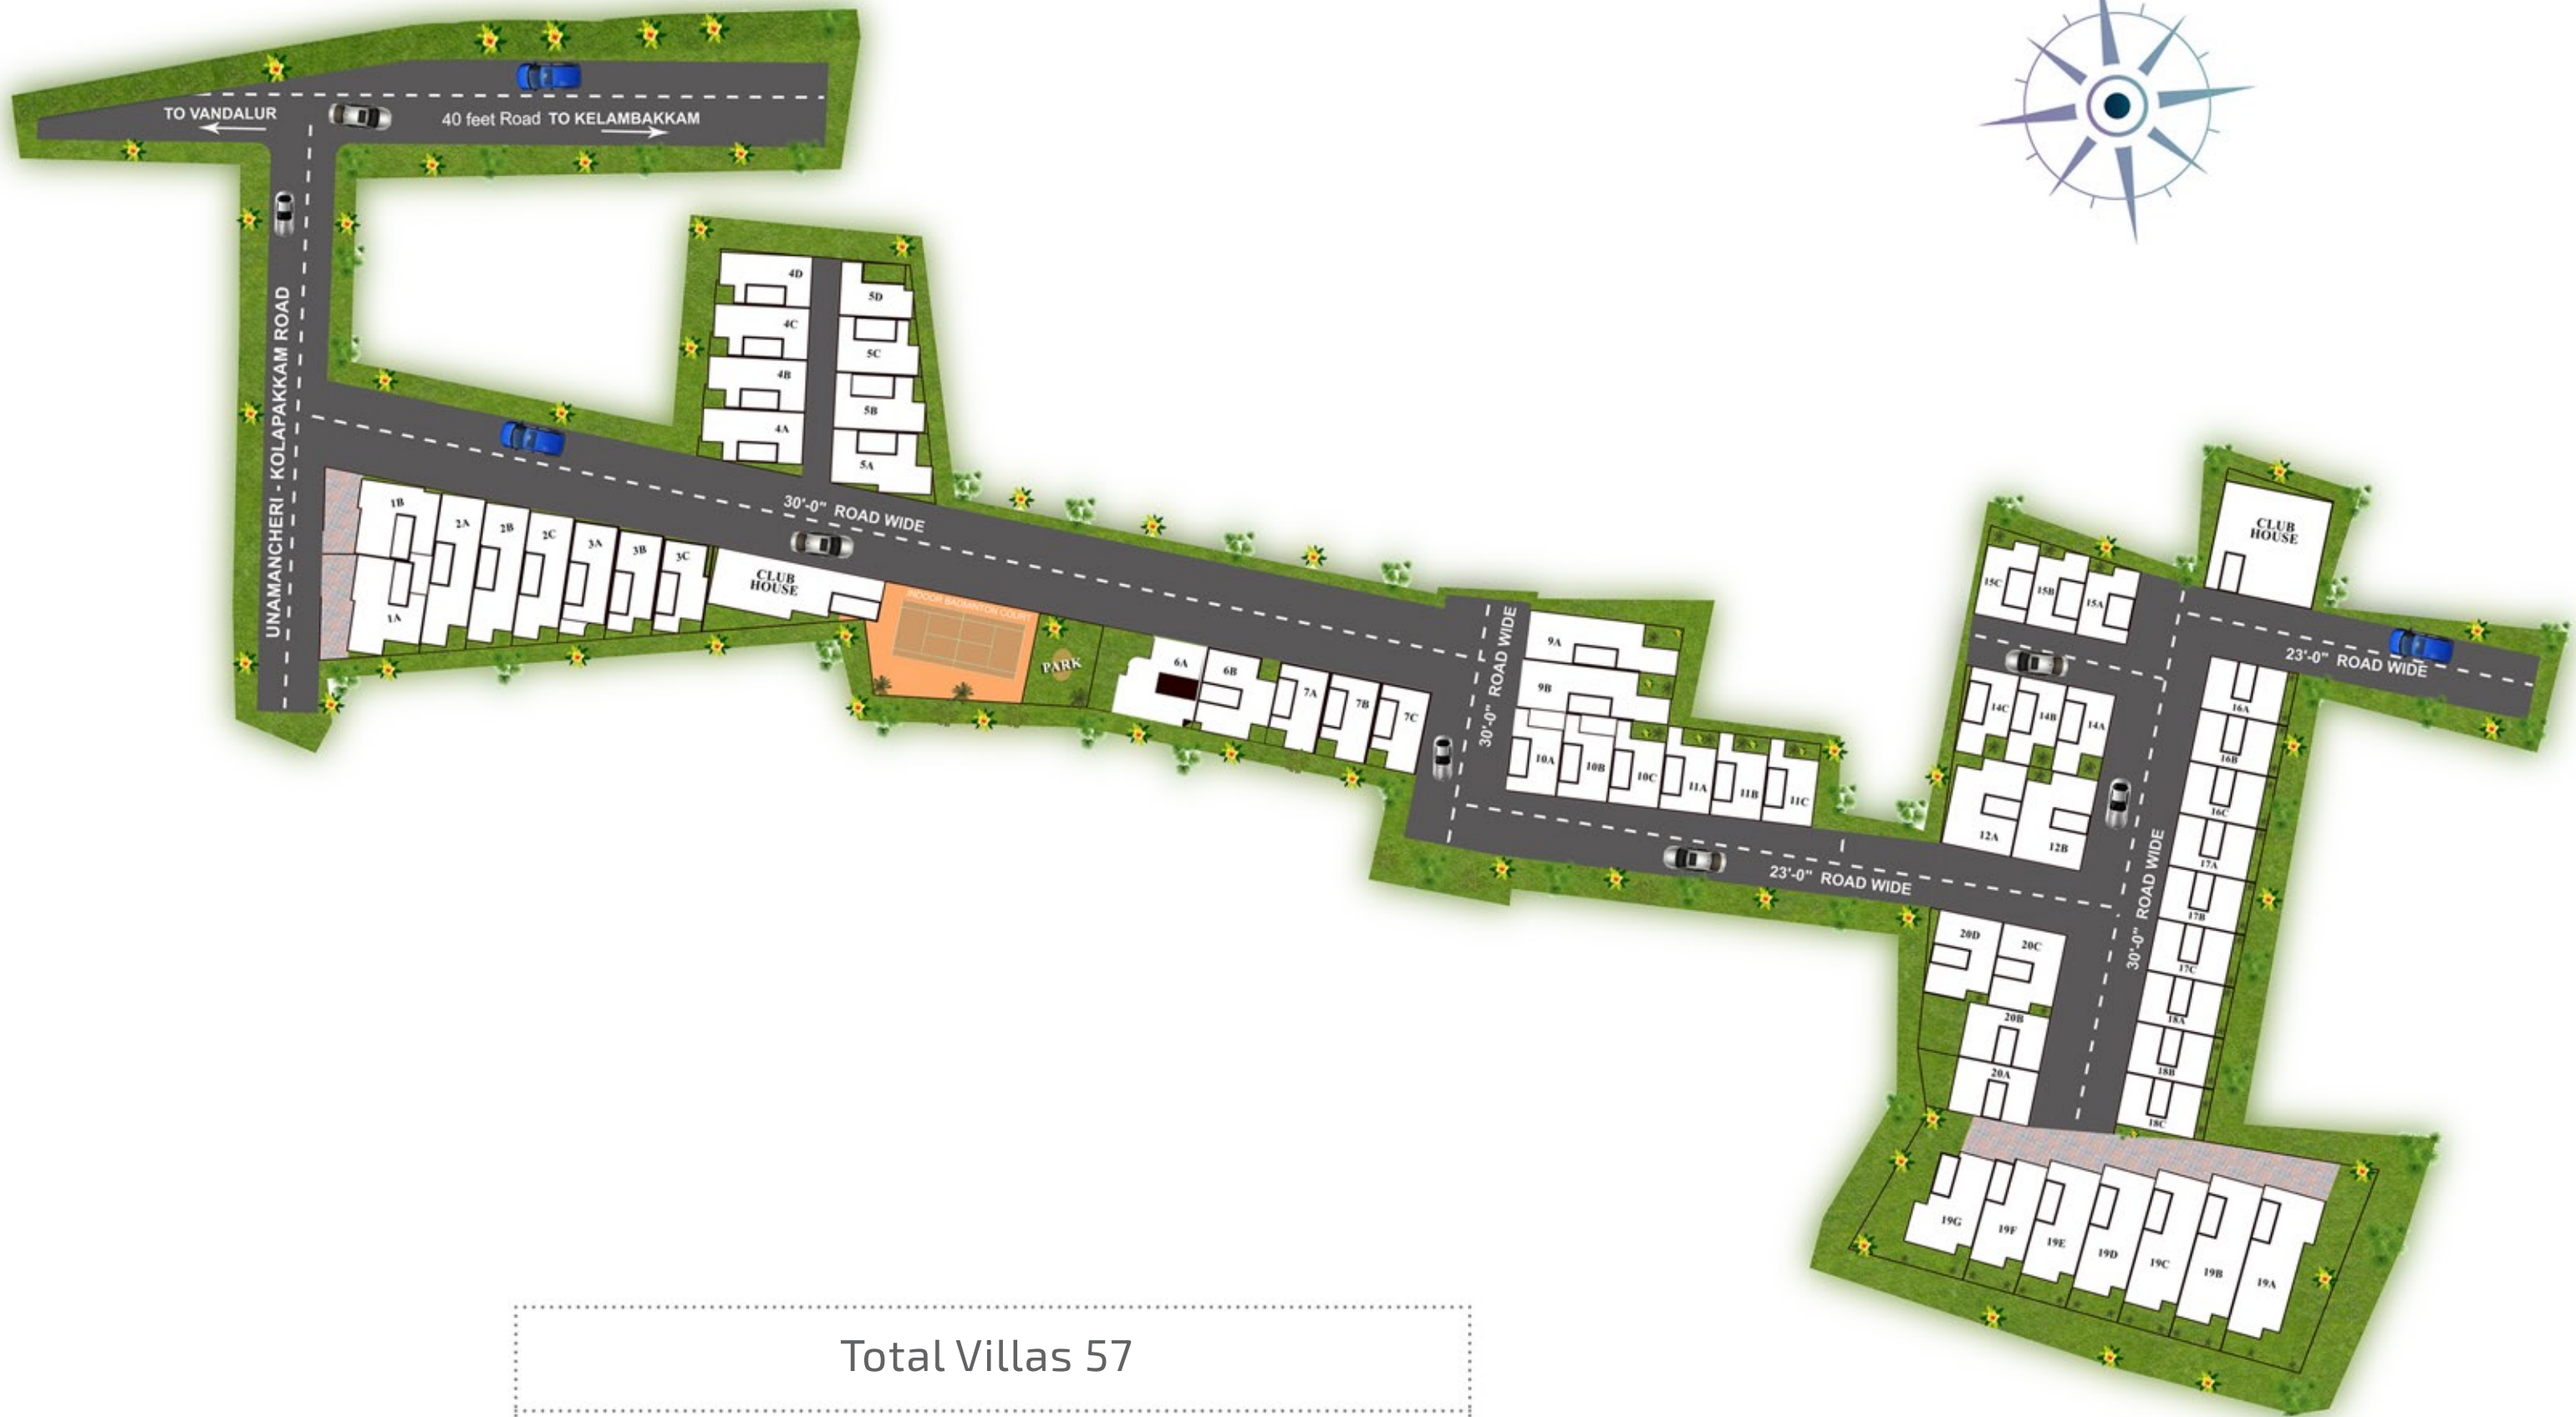 TO VANDALUR
40 feet Road TO KELAMBAKKAM
UNAMANCHERI - KOLAPAKKAM ROAD
4D
4C
4B
4A
5D
5C
5B
5A
30'-0" ROAD WIDE
1B
1A
2A
2B
2C
3A
3B
3C
CLUB
HOUSE
INDOOR BADMINTON COURT
PARK
6A
6B
7A
7B
7C
30'-0" ROAD WIDE
9A
9B
10A
10B
10C
11A
11B
11C
23'-0" ROAD WIDE
15C
15B
15A
CLUB
HOUSE
23'-0" ROAD WIDE
14C
14B
14A
12A
12B
30'-0" ROAD WIDE
16A
16B
16C
17A
17B
17C
18A
18B
18C
20D
20C
20B
20A
19G
19F
19E
19D
19C
19B
19A
Total Villas 57